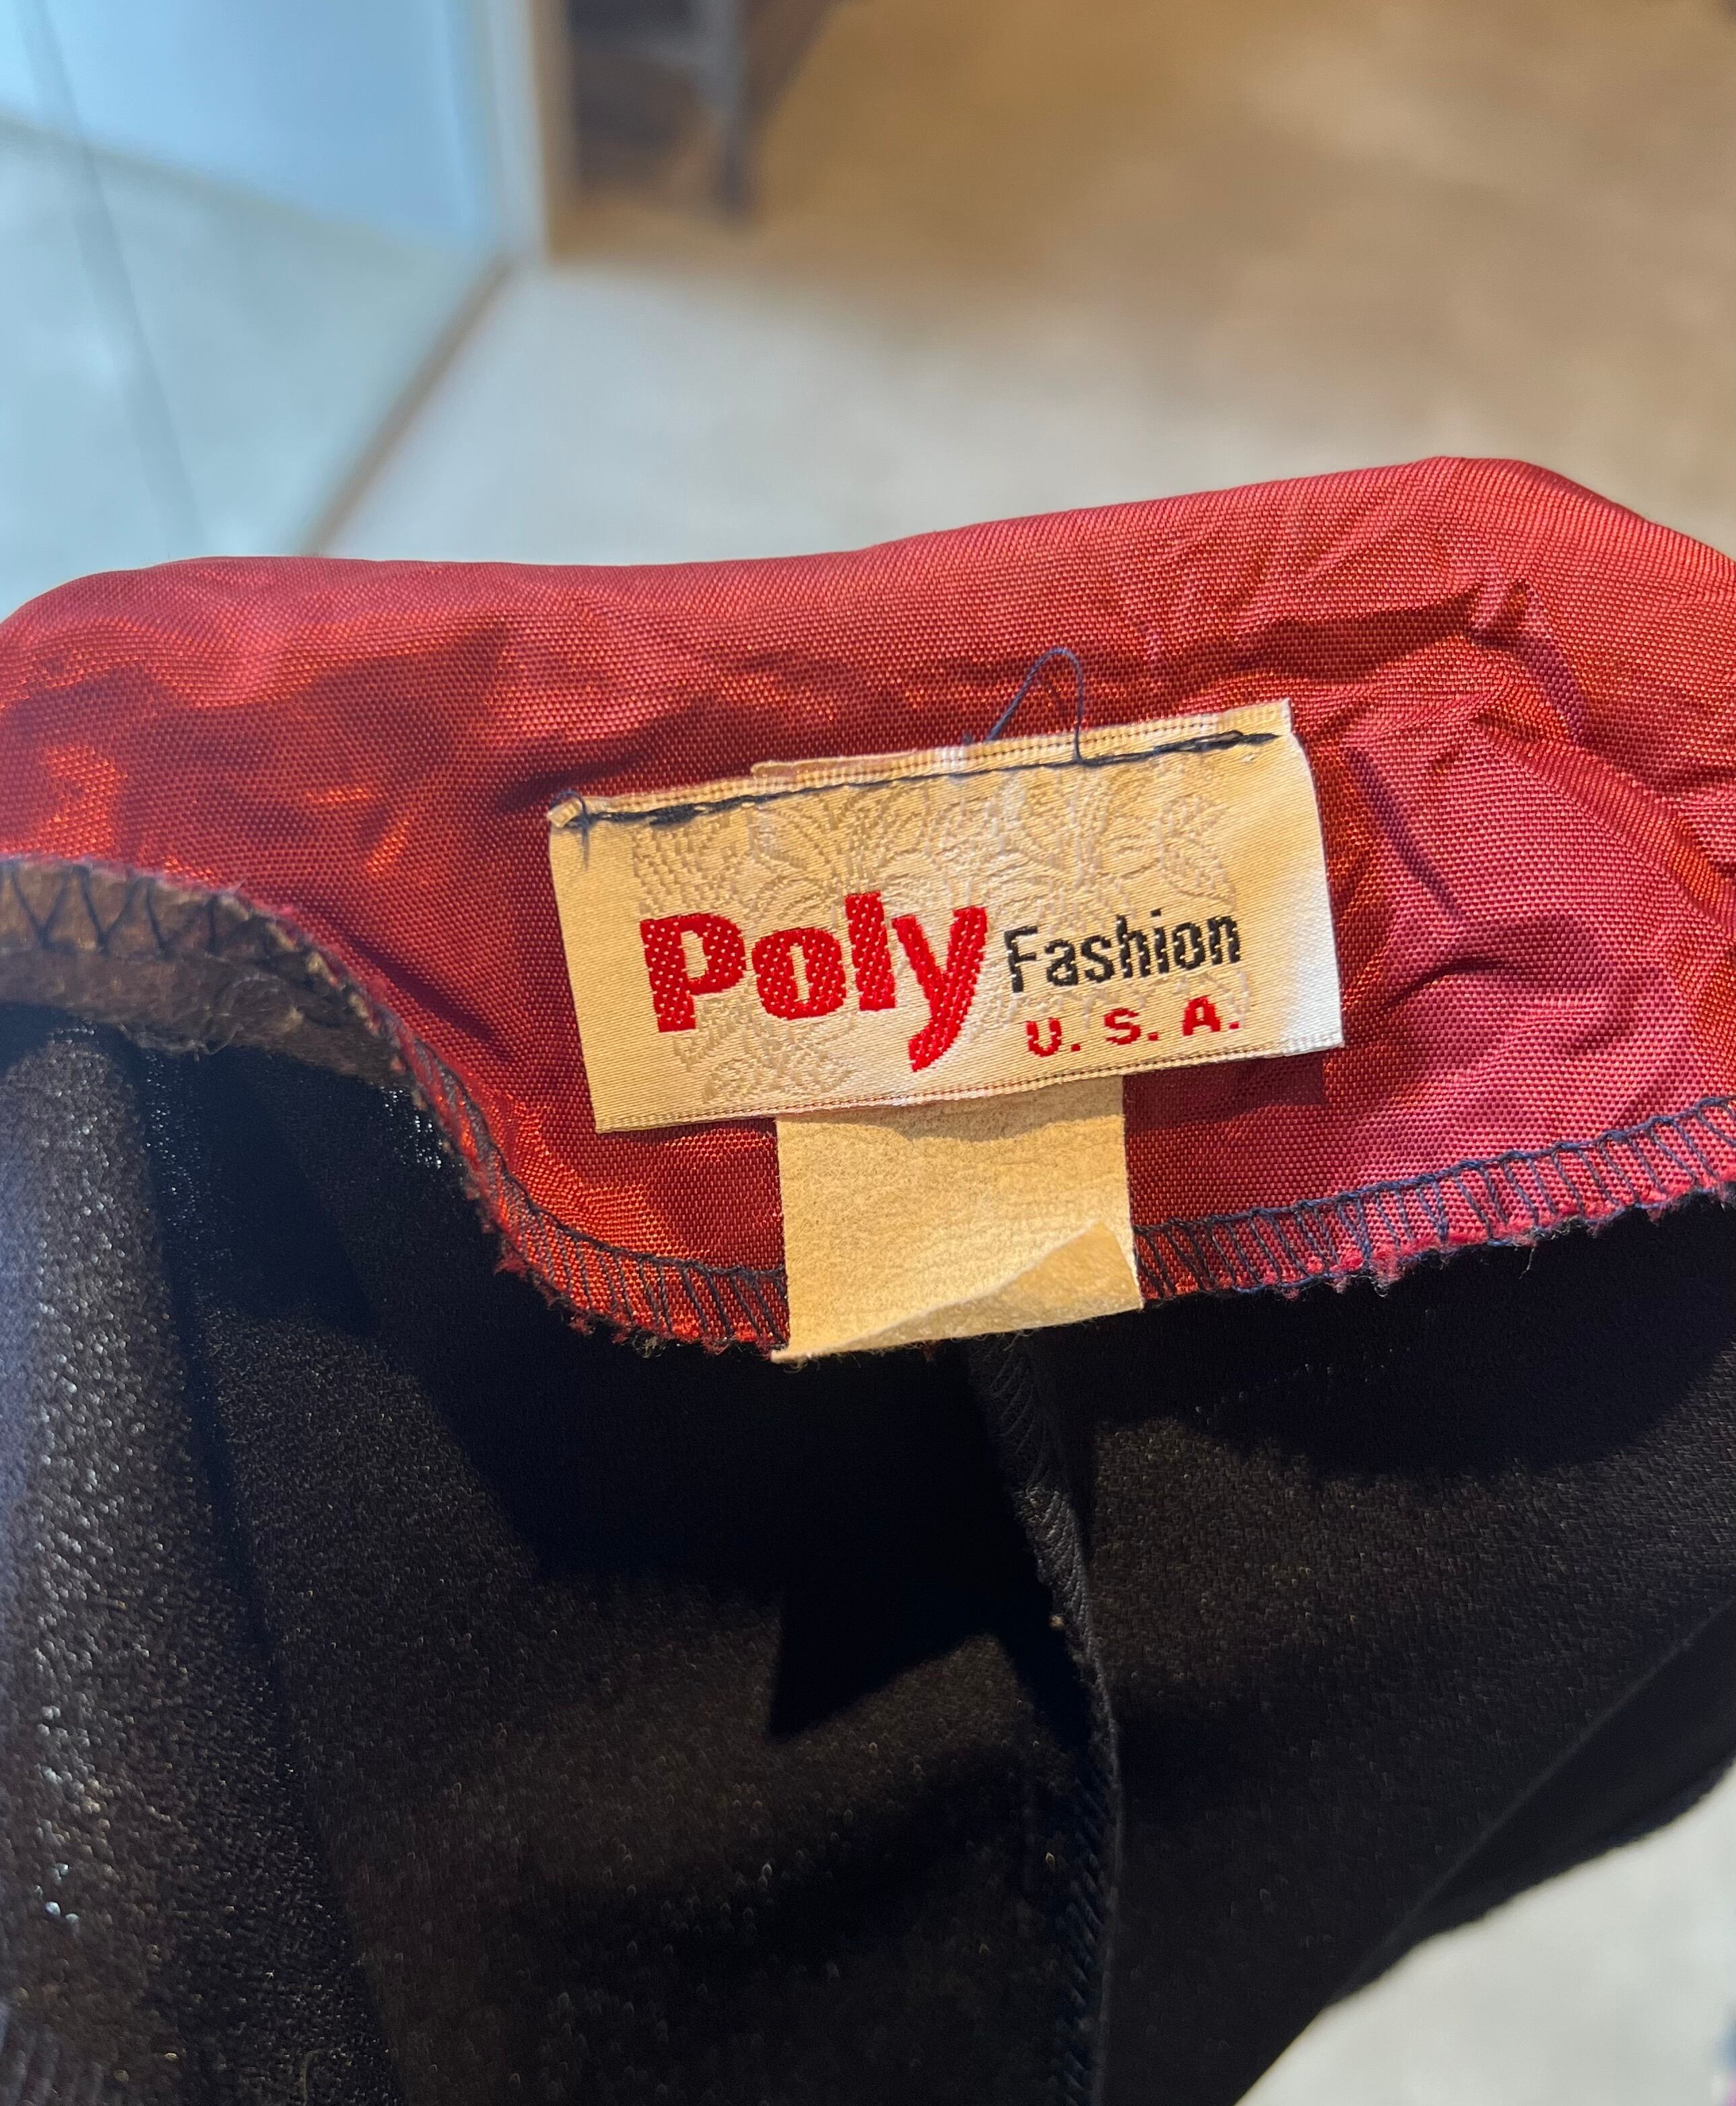 Poly Fashion
U. S. A.